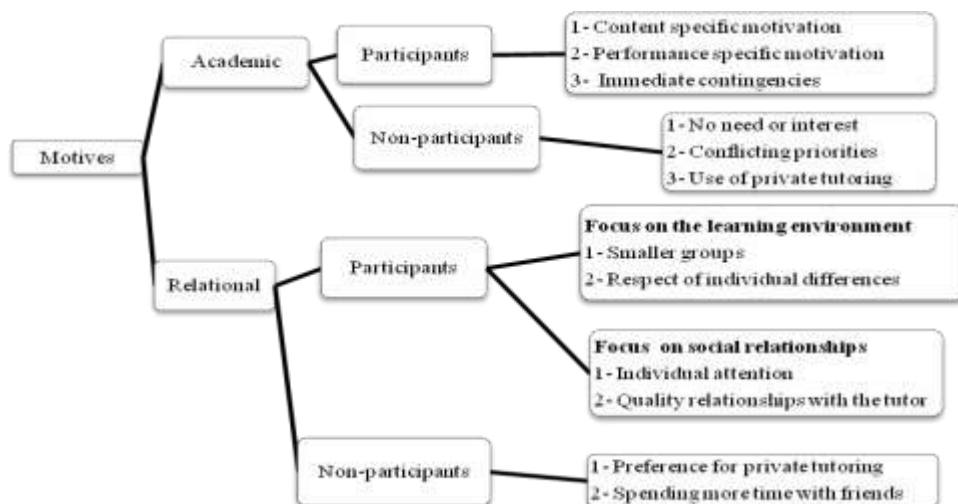 Motives
Academic
Participants
1- Content specific motivation
2- Performance specific motivation
3- Immediate contingencies
Non-participants
1- No need or interest
2- Conflicting priorities
3- Use of private tutoring
Relational
Participants
Focus on the learning environment
1- Smaller groups
2- Respect of individual differences
Focus on social relationships
1- Individual attention
2- Quality relationships with the tutor
Non-participants
1- Preference for private tutoring
2- Spending more time with friends